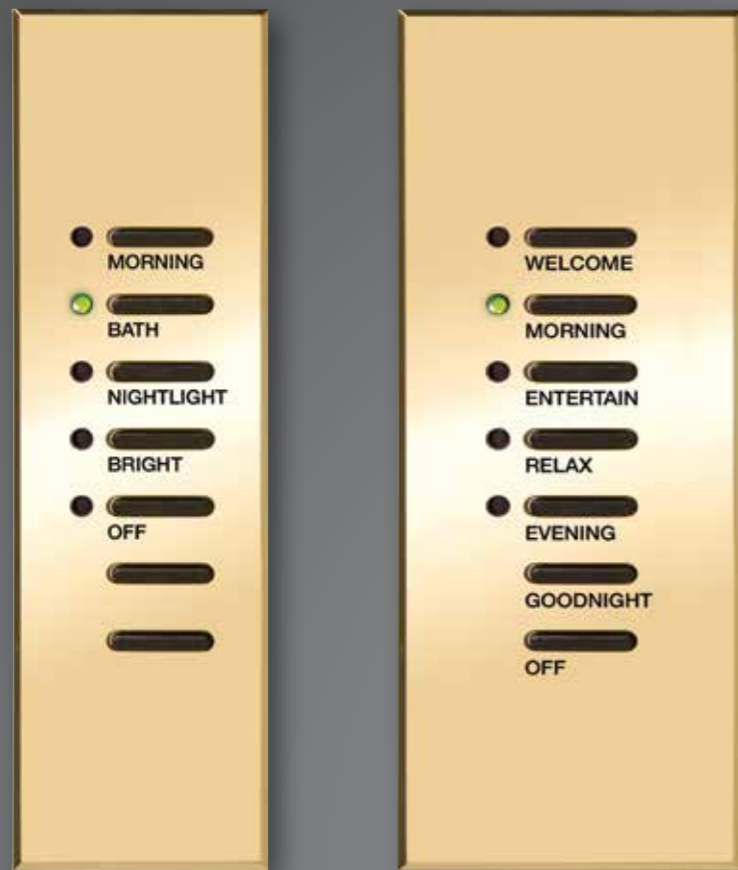 MORNING
BATH
NIGHTLIGHT
BRIGHT
OFF
WELCOME
MORNING
ENTERTAIN
RELAX
EVENING
GOODNIGHT
OFF